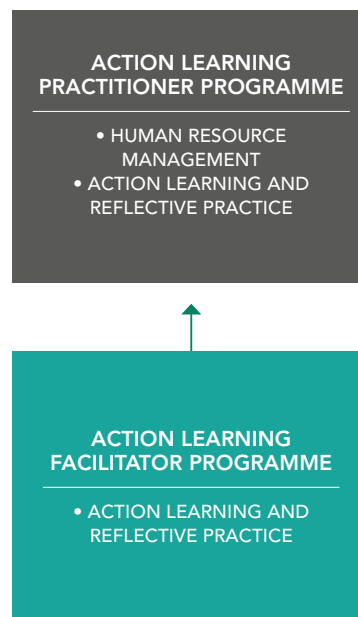 ACTION LEARNING
PRACTITIONER PROGRAMME
• HUMAN RESOURCE
MANAGEMENT
• ACTION LEARNING AND
REFLECTIVE PRACTICE
ACTION LEARNING
FACILITATOR PROGRAMME
• ACTION LEARNING AND
REFLECTIVE PRACTICE